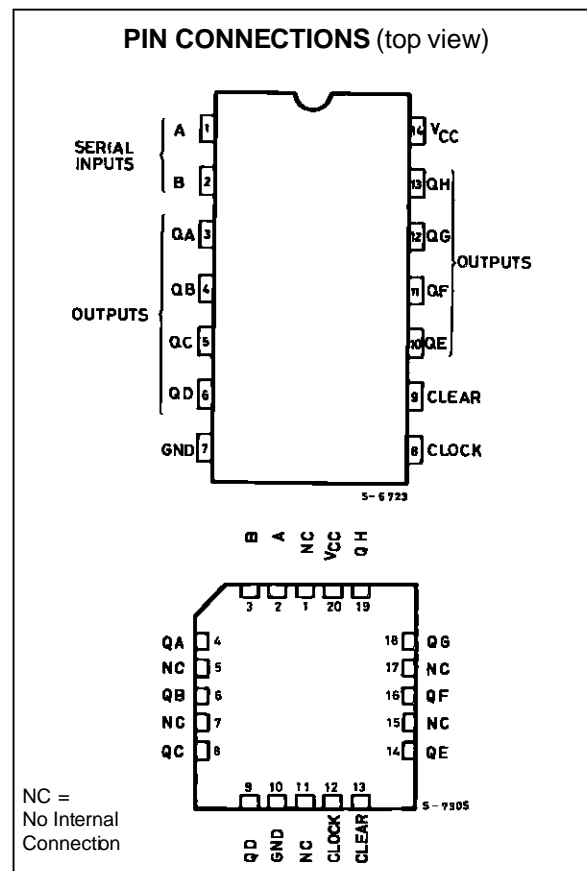 PIN CONNECTIONS (top view)
SERIAL INPUTS
A 1
B 2
OUTPUTS
QA 3
QB 4
QC 5
QD 6
GND 7
14 VCC
13 QH
12 QG
11 QF
10 QE
OUTPUTS
9 CLEAR
8 CLOCK
S-6723
B A NC VCC QH
3 2 1 20 19
QA 4
NC 5
QB 6
NC 7
QC 8
18 QG
17 NC
16 QF
15 NC
14 QE
9 10 11 12 13
QD GND NC CLOCK CLEAR
S-7905
NC =
No Internal
Connection